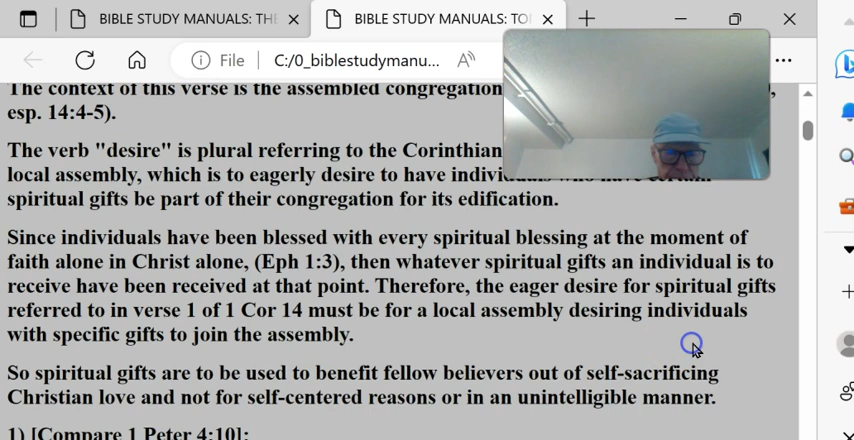 BIBLE STUDY MANUALS: THE
BIBLE STUDY MANUALS: TO
File
C:/0_biblestudymanu...
The context of this verse is the assembled congregation
esp. 14:4-5).
The verb "desire" is plural referring to the Corinthian
local assembly, which is to eagerly desire to have
spiritual gifts be part of their congregation for its edification.
Since individuals have been blessed with every spiritual blessing at the moment of
faith alone in Christ alone, (Eph 1:3), then whatever spiritual gifts an individual is to
receive have been received at that point. Therefore, the eager desire for spiritual gifts
referred to in verse 1 of 1 Cor 14 must be for a local assembly desiring individuals
with specific gifts to join the assembly.
So spiritual gifts are to be used to benefit fellow believers out of self-sacrificing
Christian love and not for self-centered reasons or in an unintelligible manner.
1) [Compare 1 Peter 4:10]: